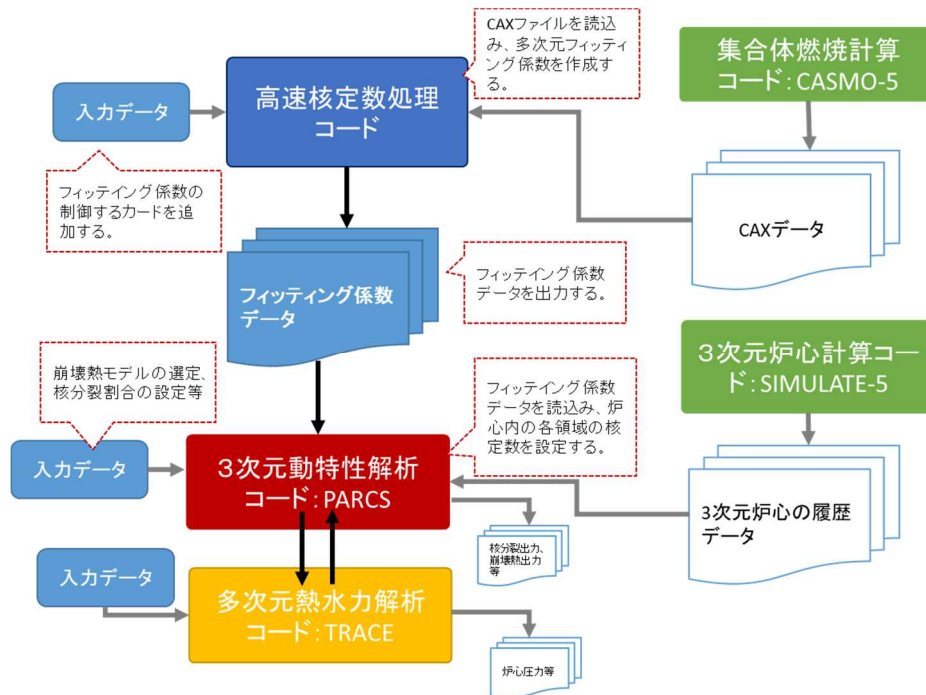 CAXファイルを読込
み、多次元フィッティ
ング係数を作成す
る。
集合体燃焼計算
コード：CASMO-5
高速核定数処理
コード
入力データ
フィッテイング係数の
制御するカードを追
加する。
CAXデータ
フィッティング係数
データ
フィッテイング係数
データを出力する。
3次元炉心計算コー
ド：SIMULATE-5
崩壊熱モデルの選定、
核分裂割合の設定等
フィッテイング係数
データを読込み、炉
心内の各領域の核
定数を設定する。
入力データ
3次元動特性解析
コード：PARCS
3次元炉心の履歴
データ
核分裂出力、
崩壊熱出力
等
入力データ
多次元熱水力解析
コード：TRACE
炉心圧力等